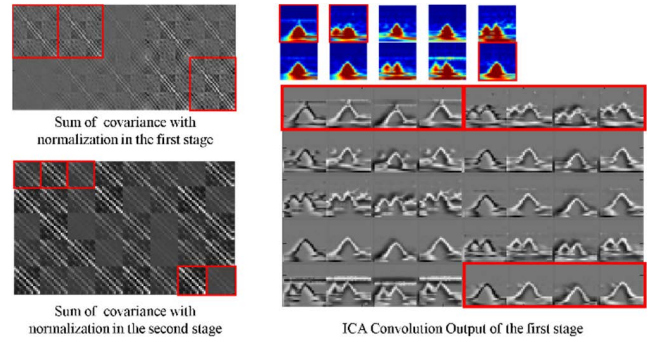 Sum of covariance with
normalization in the first stage
Sum of covariance with
normalization in the second stage
ICA Convolution Output of the first stage